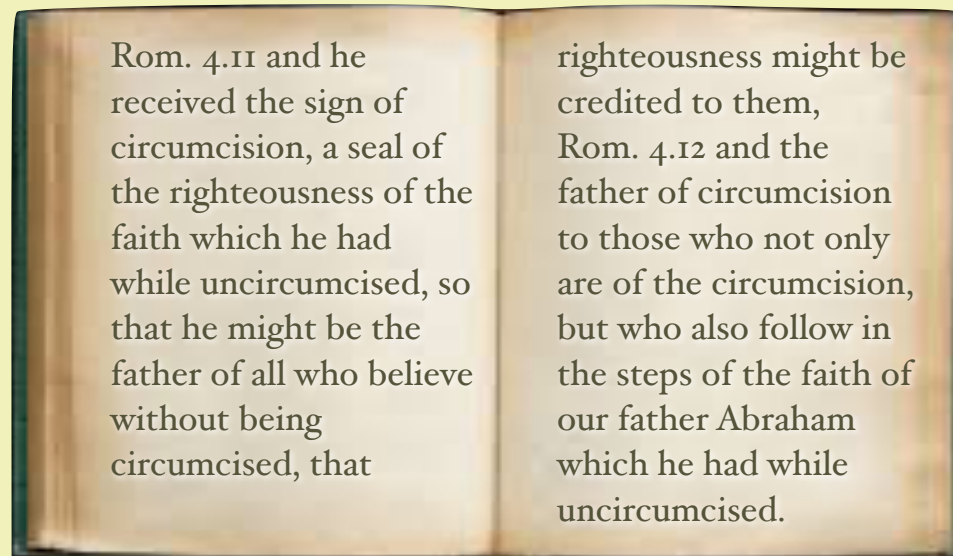 Rom. 4.11 and he
received the sign of
circumcision, a seal of
the righteousness of the
faith which he had
while uncircumcised, so
that he might be the
father of all who believe
without being
circumcised, that
righteousness might be
credited to them,
Rom. 4.12 and the
father of circumcision
to those who not only
are of the circumcision,
but who also follow in
the steps of the faith of
our father Abraham
which he had while
uncircumcised.